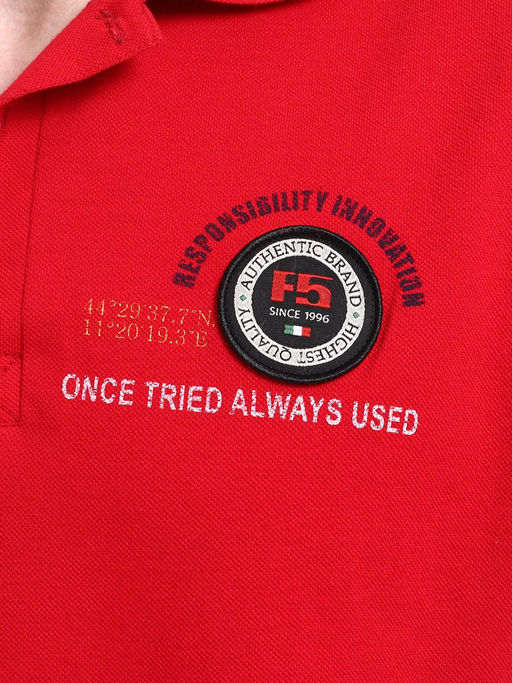 RESPONSIBILITY INNOVATION
AUTHENTIC BRAND
F5
SINCE 1996
HIGHEST QUALITY
44°29'37.7"N,
11°20'19.3"E
ONCE TRIED ALWAYS USED